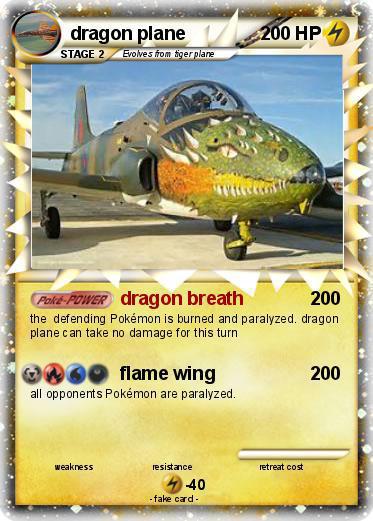 dragon plane 200 HP
STAGE 2 Evolves from tiger plane
Poké-POWER dragon breath 200
the defending Pokémon is burned and paralyzed. dragon
plane can take no damage for this turn
flame wing 200
all opponents Pokémon are paralyzed.
weakness resistance retreat cost
-40
- fake card -